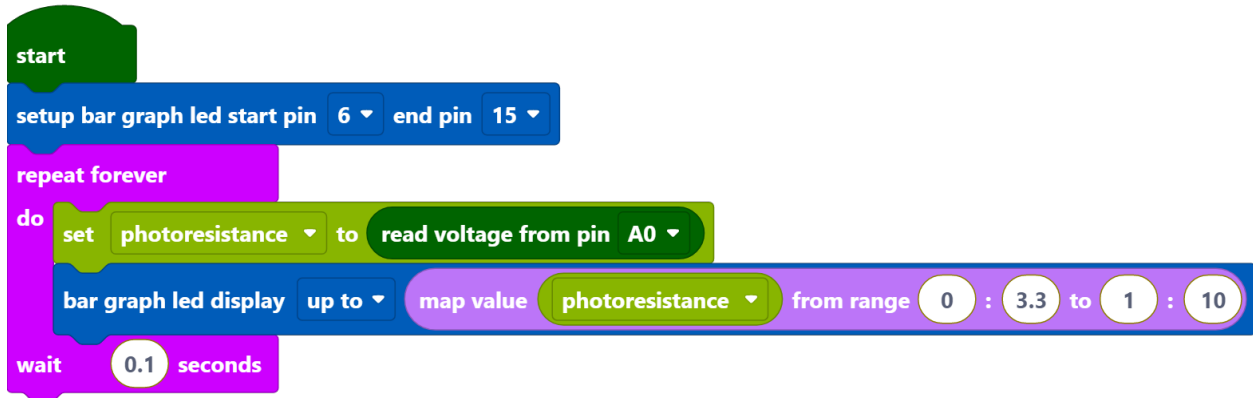 start
setup bar graph led start pin 6 end pin 15
repeat forever
do set photoresistance to read voltage from pin A0
bar graph led display up to map value photoresistance from range 0 : 3.3 to 1 : 10
wait 0.1 seconds